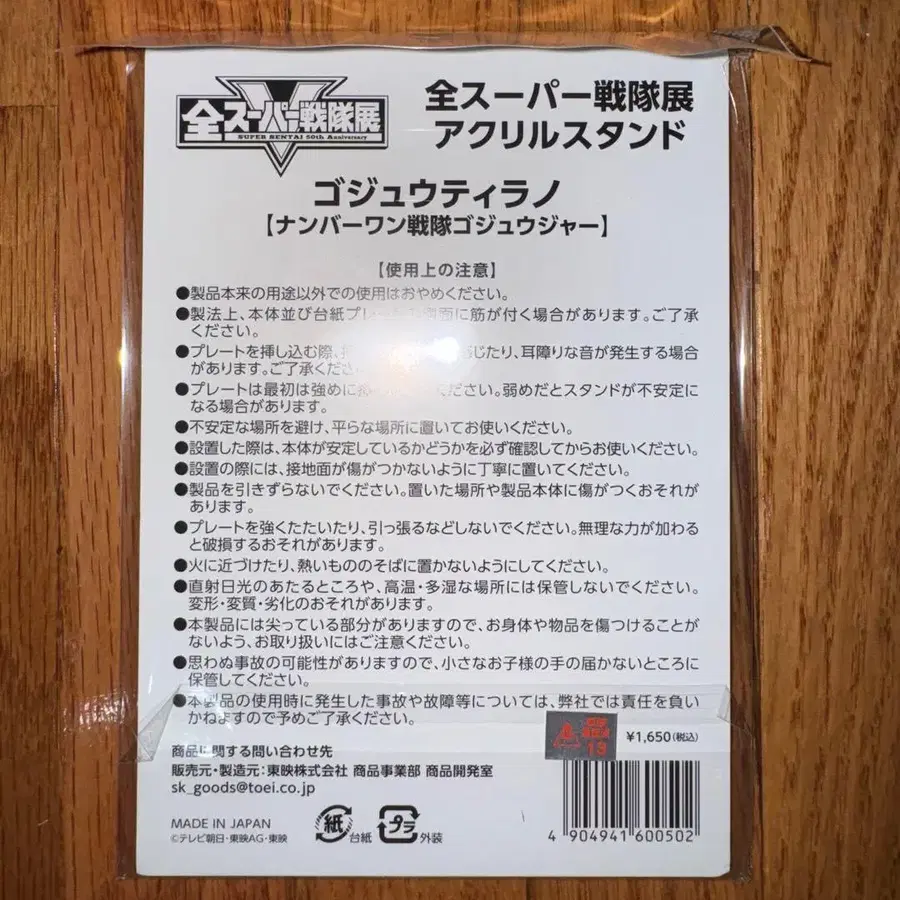 全スーパー戦隊展
SUPER SENTAI 50th Anniversary
全スーパー戦隊展
アクリルスタンド
ゴジュウティラノ
【ナンバーワン戦隊ゴジュウジャー】
【使用上の注意】
●製品本来の用途以外での使用はおやめください。
●製法上、本体並び台紙プレー 面に筋が付く場合があります。ご了承
ください。
●プレートを挿し込む際、 じたり、耳障りな音が発生する場合
があります。ご了承くだ
●プレートは最初は強めに ください。弱めだとスタンドが不安定に
なる場合があります。
●不安定な場所を避け、平らな場所に置いてお使いください。
●設置した際は、本体が安定しているかどうかを必ず確認してからお使いください。
●設置の際には、接地面が傷がつかないように丁寧に置いてください。
●製品を引きずらないでください。置いた場所や製品本体に傷がつくおそれが
あります。
●プレートを強くたたいたり、引っ張るなどしないでください。無理な力が加わる
と破損するおそれがあります。
●火に近づけたり、熱いもののそばに置かないようにしてください。
●直射日光のあたるところや、高温・多湿な場所には保管しないでください。
変形・変質・劣化のおそれがあります。
●本製品には尖っている部分がありますので、お身体や物品を傷つけることが
ないよう、お取り扱いにはご注意ください。
●思わぬ事故の可能性がありますので、小さなお子様の手の届かないところに
保管してください。
●本製品の使用時に発生した事故や故障等については、弊社では責任を負い
かねますので予めご了承ください。
¥1,650(税込)
商品に関する問い合わせ先
販売元・製造元:東映株式会社 商品事業部 商品開発室
sk_goods@toei.co.jp
MADE IN JAPAN
©テレビ朝日・東映AG・東映
紙 台紙
プラ 外装
4 904941 600502